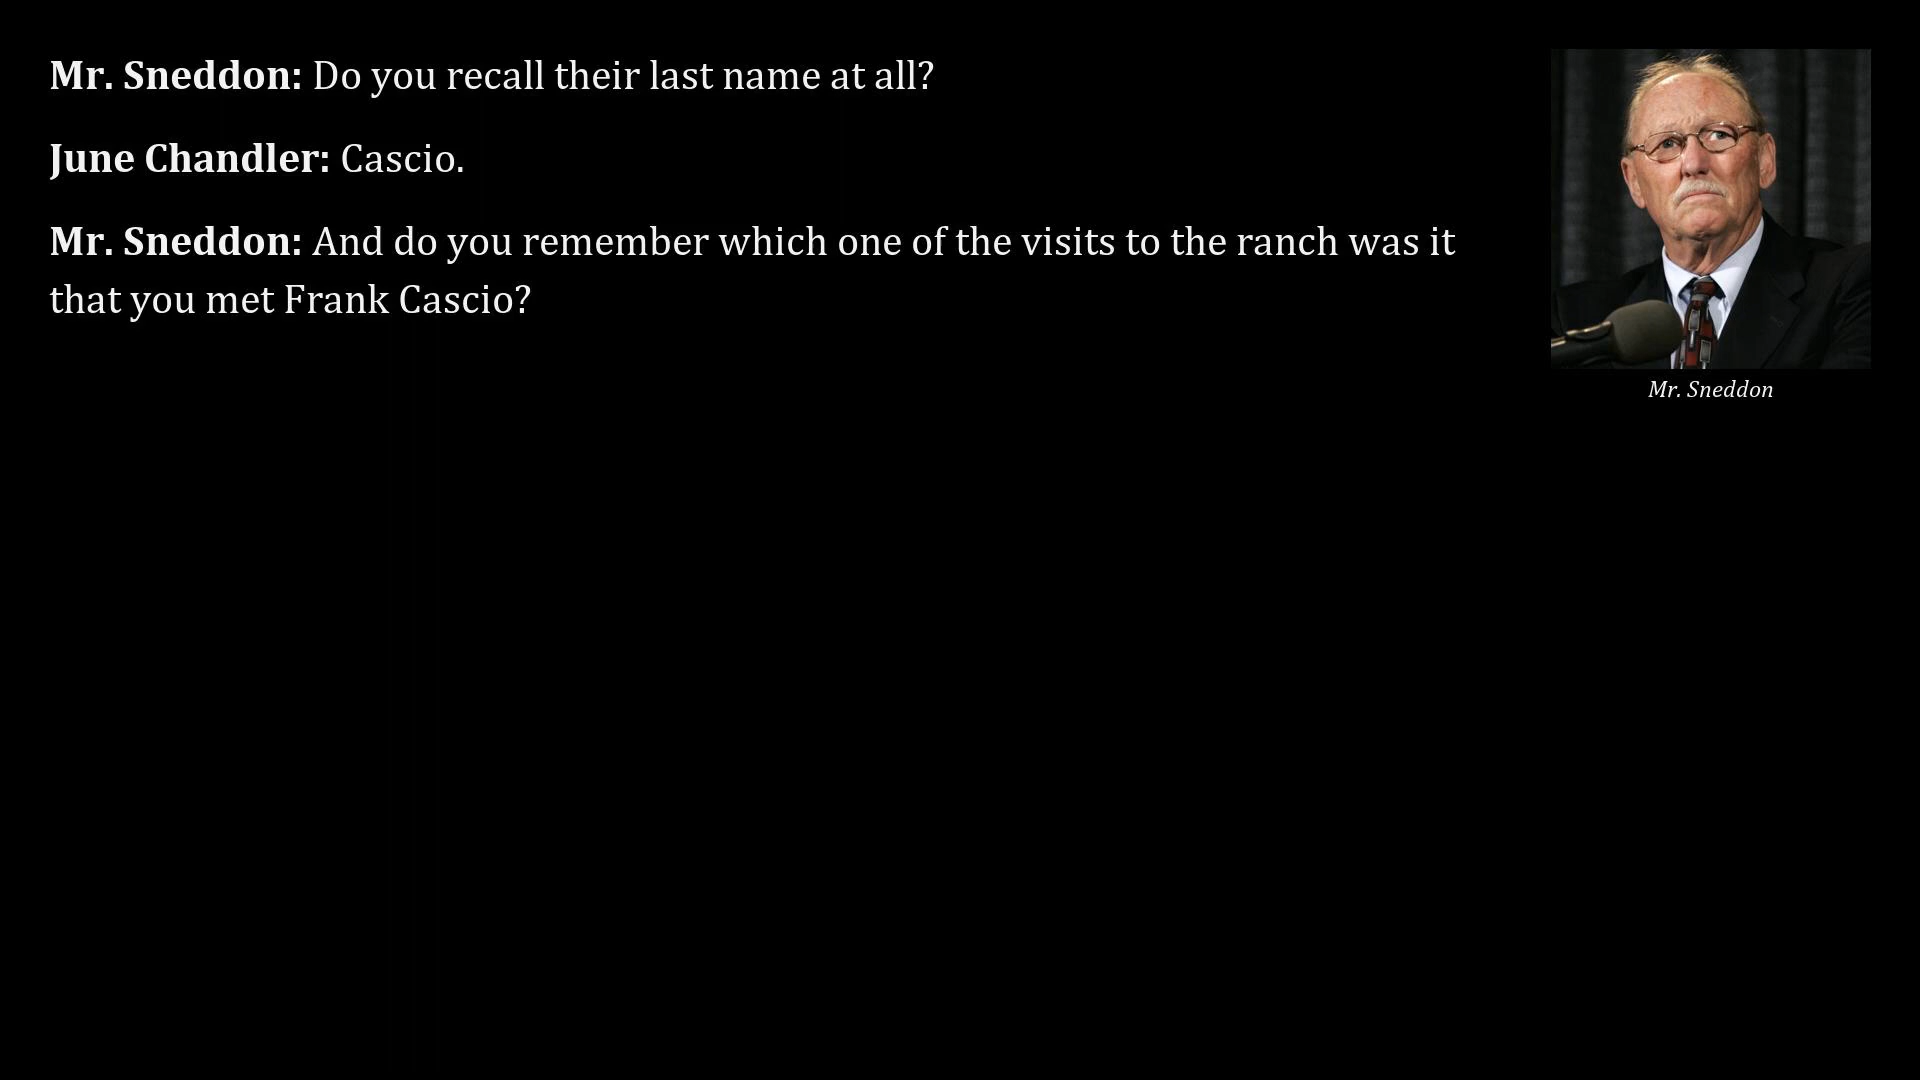 Mr. Sneddon: Do you recall their last name at all?
June Chandler: Cascio.
Mr. Sneddon: And do you remember which one of the visits to the ranch was it
that you met Frank Cascio?
Mr. Sneddon